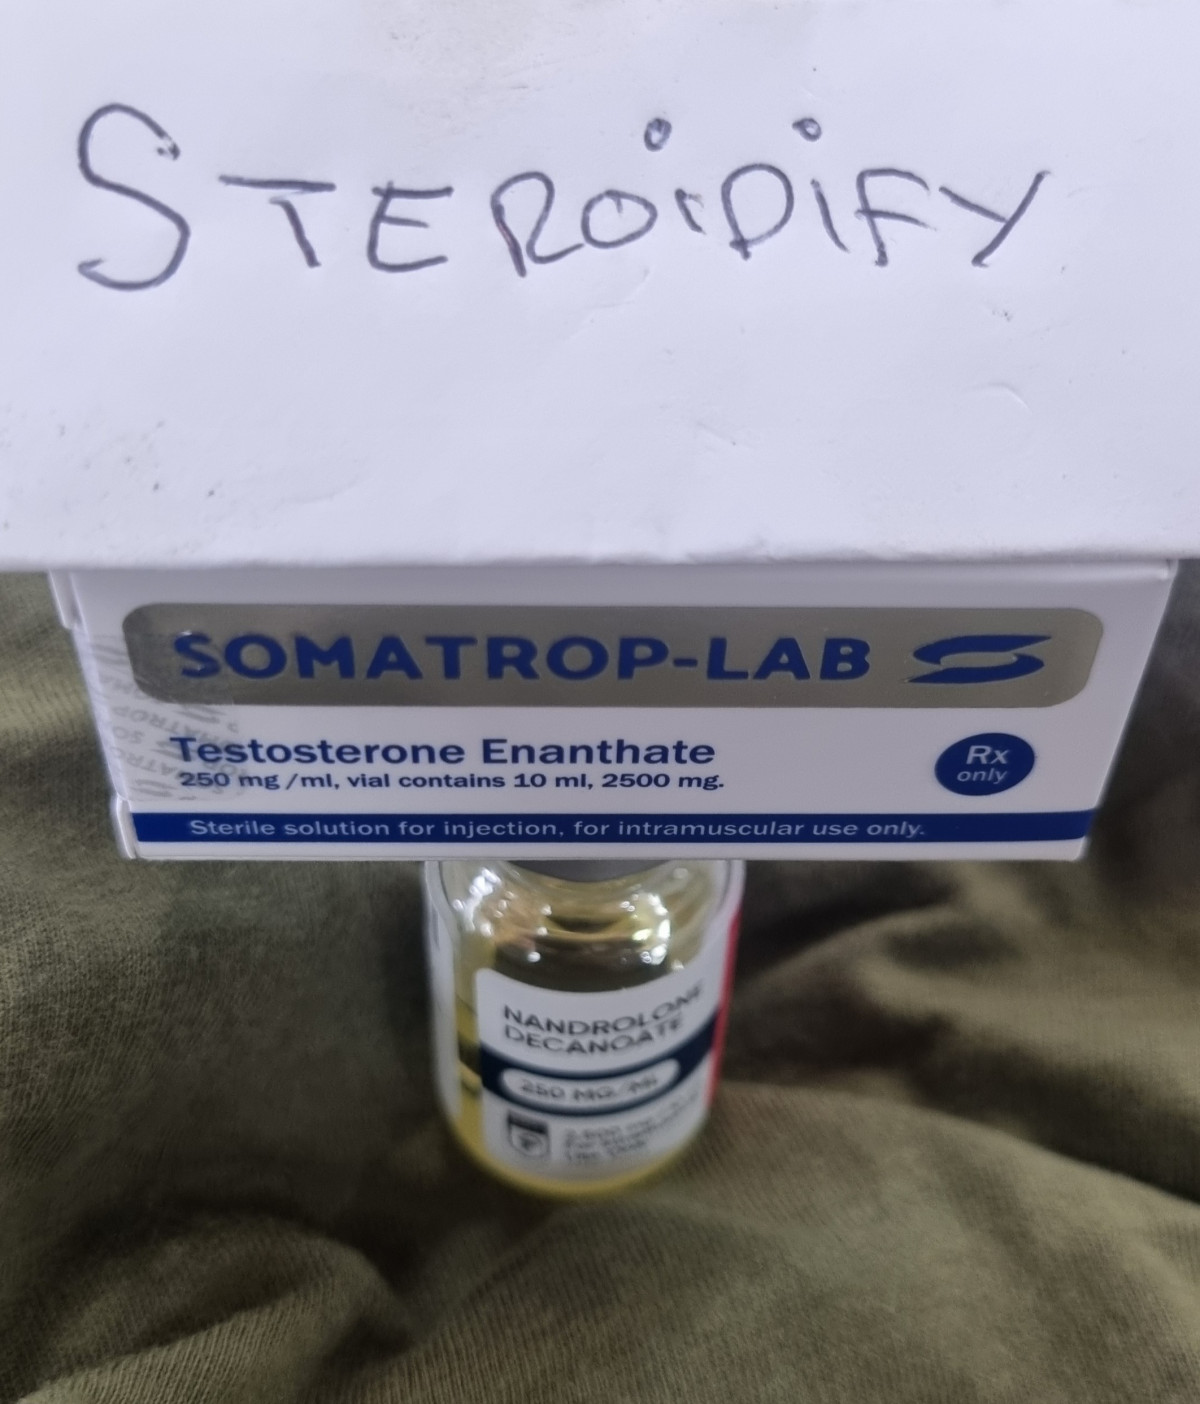 STEROiDiFY
SOMATROP-LAB
Testosterone Enanthate
250 mg /ml, vial contains 10 ml, 2500 mg.
Rx
only
Sterile solution for injection, for intramuscular use only.
NANDROLONE
DECANOATE
250 MG/Ml